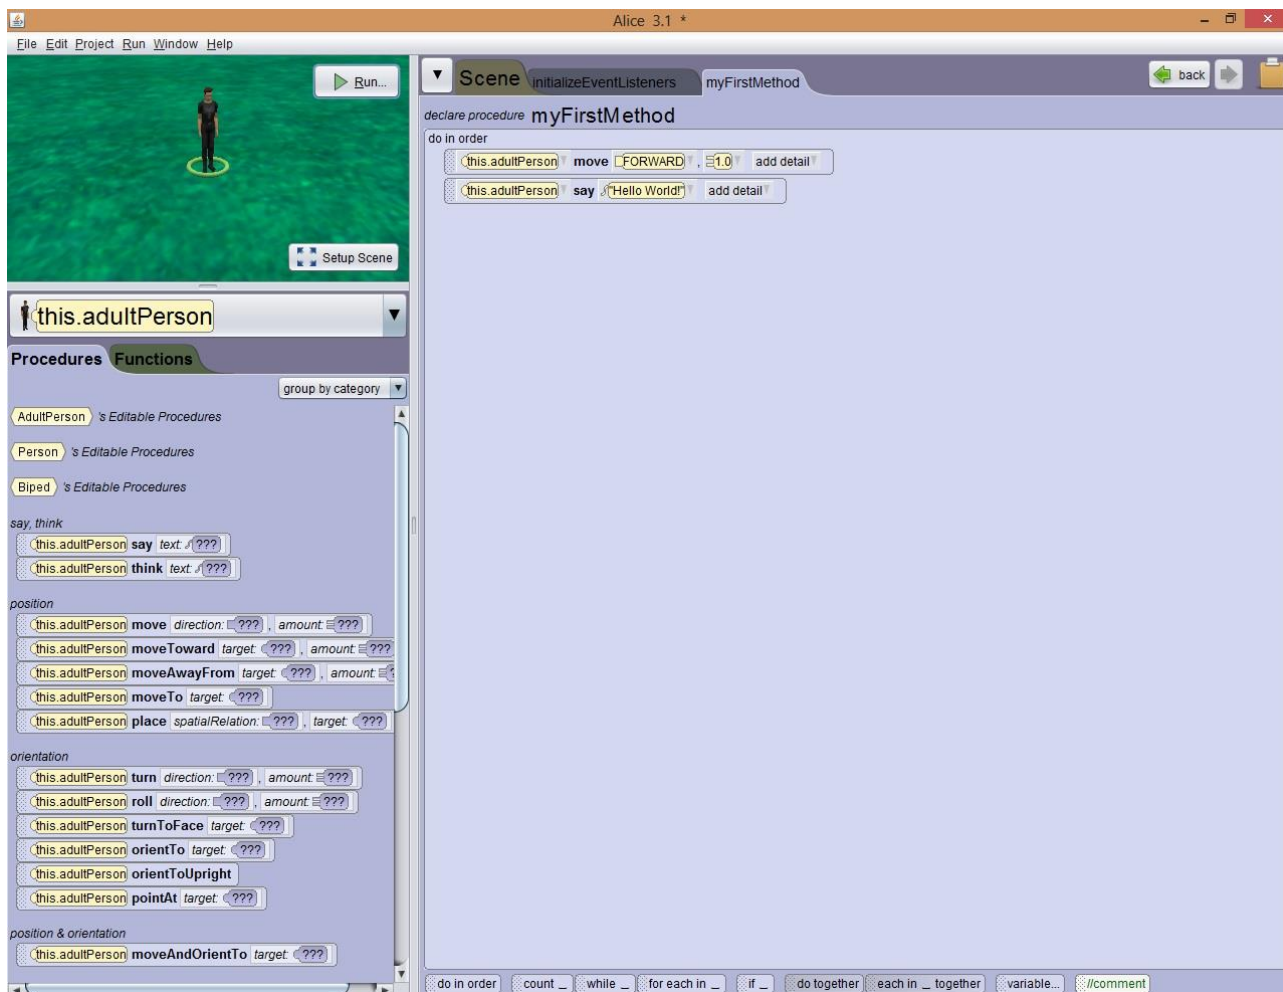 Alice 3.1 *
File Edit Project Run Window Help
Run...
Setup Scene
this.adultPerson
Procedures Functions
group by category
AdultPerson 's Editable Procedures
Person 's Editable Procedures
Biped 's Editable Procedures
say, think
this.adultPerson say text: ???
this.adultPerson think text: ???
position
this.adultPerson move direction: ??? , amount: ???
this.adultPerson moveToward target: ??? , amount: ???
this.adultPerson moveAwayFrom target: ??? , amount: ?
this.adultPerson moveTo target: ???
this.adultPerson place spatialRelation: ??? , target: ???
orientation
this.adultPerson turn direction: ??? , amount: ???
this.adultPerson roll direction: ??? , amount: ???
this.adultPerson turnToFace target: ???
this.adultPerson orientTo target: ???
this.adultPerson orientToUpright
this.adultPerson pointAt target: ???
position & orientation
this.adultPerson moveAndOrientTo target: ???
Scene initializeEventListeners myFirstMethod back
declare procedure myFirstMethod
do in order
this.adultPerson move FORWARD , 1.0 add detail
this.adultPerson say "Hello World!" add detail
do in order count _ while _ for each in _ if _ do together each in _ together variable... //comment